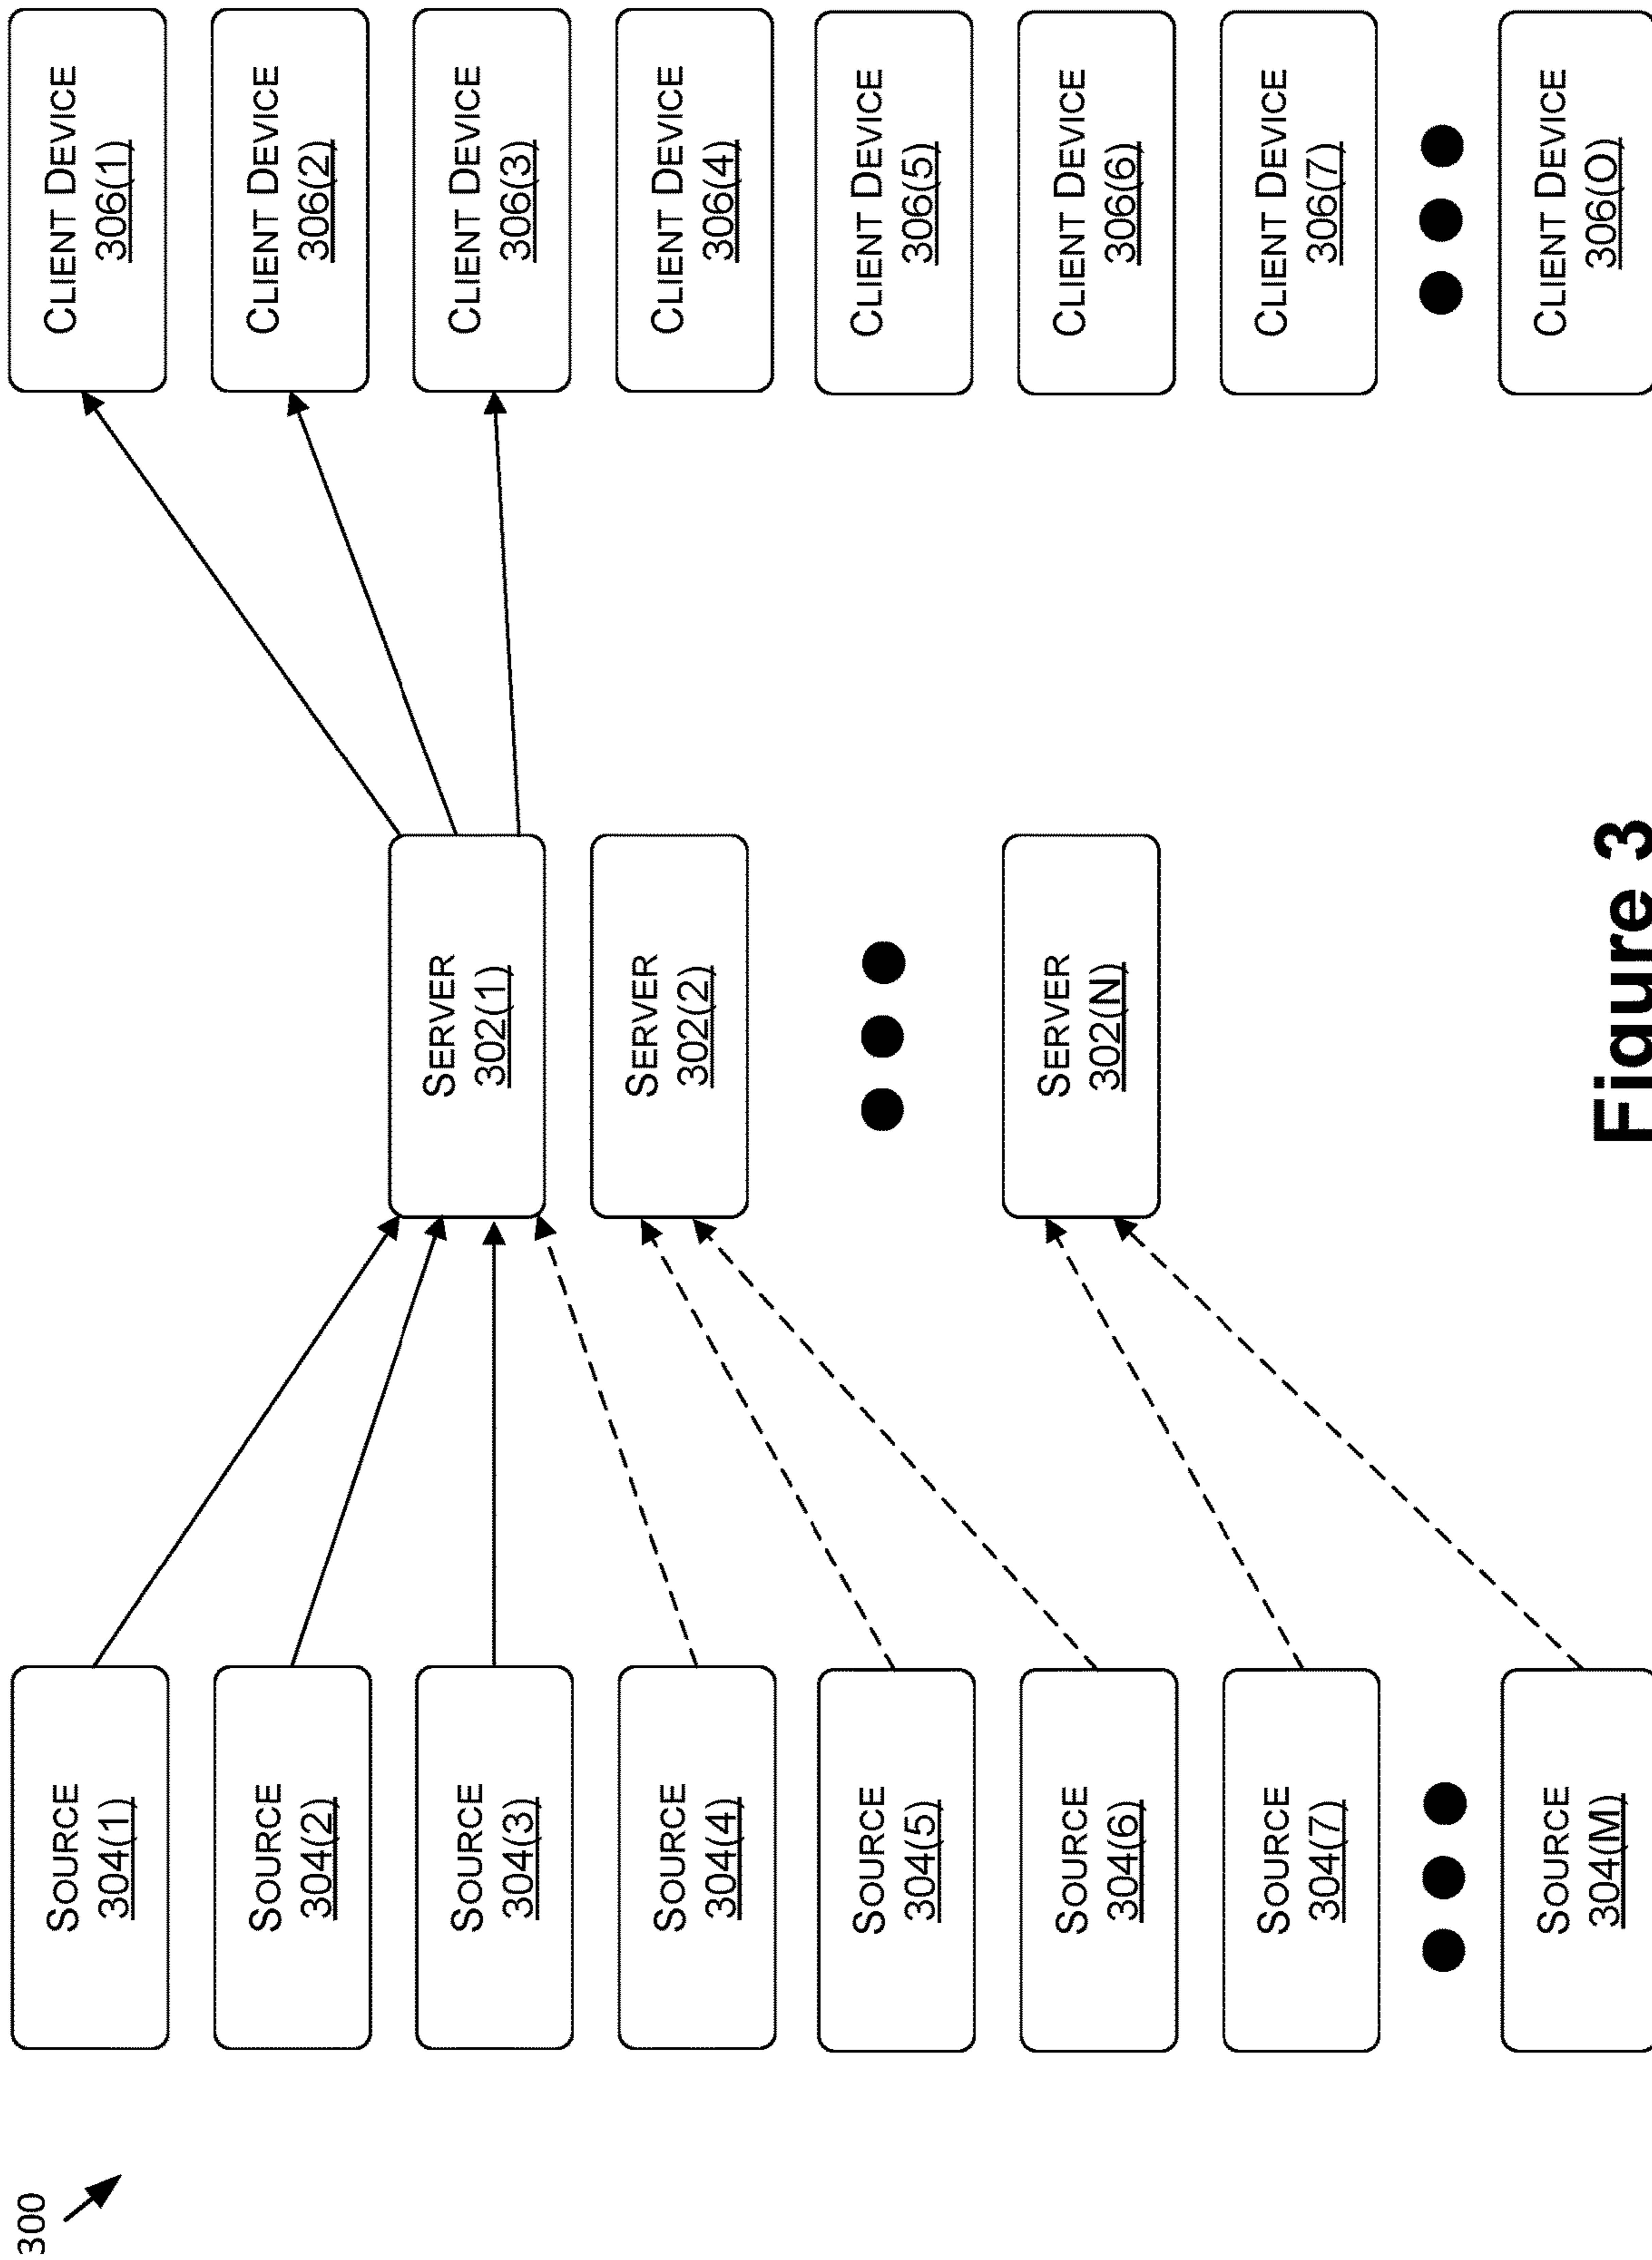 300
SOURCE
304(1)
SOURCE
304(2)
SOURCE
304(3)
SOURCE
304(4)
SOURCE
304(5)
SOURCE
304(6)
SOURCE
304(7)
SOURCE
304(M)
SERVER
302(1)
SERVER
302(2)
SERVER
302(N)
CLIENT DEVICE
306(1)
CLIENT DEVICE
306(2)
CLIENT DEVICE
306(3)
CLIENT DEVICE
306(4)
CLIENT DEVICE
306(5)
CLIENT DEVICE
306(6)
CLIENT DEVICE
306(7)
CLIENT DEVICE
306(O)
Figure 3